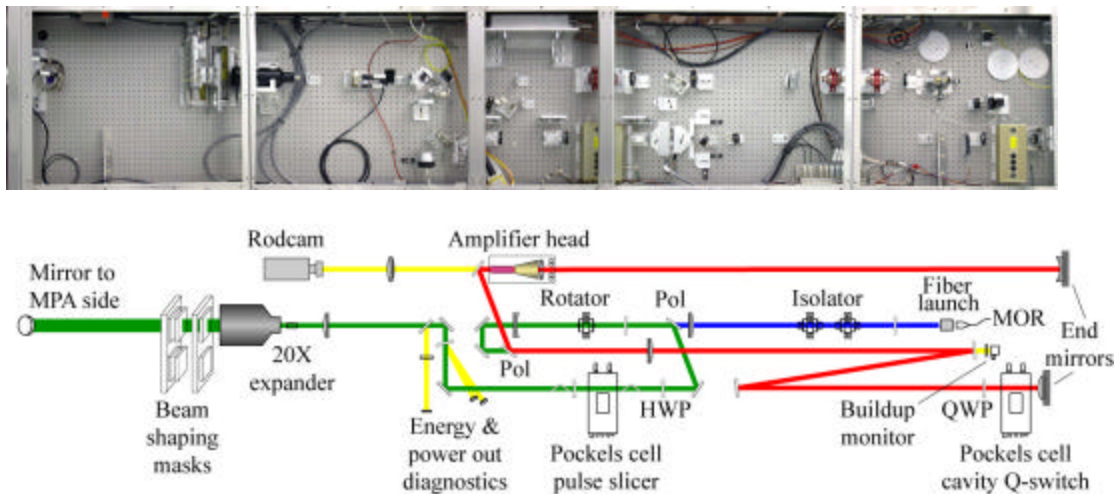 Rodcam
Amplifier head
Mirror to
MPA side
Rotator
Pol
Isolator
Fiber
launch
MOR
End
mirrors
20X
expander
Pol
HWP
Buildup
monitor
QWP
Beam
shaping
masks
Energy &
power out
diagnostics
Pockels cell
pulse slicer
Pockels cell
cavity Q-switch